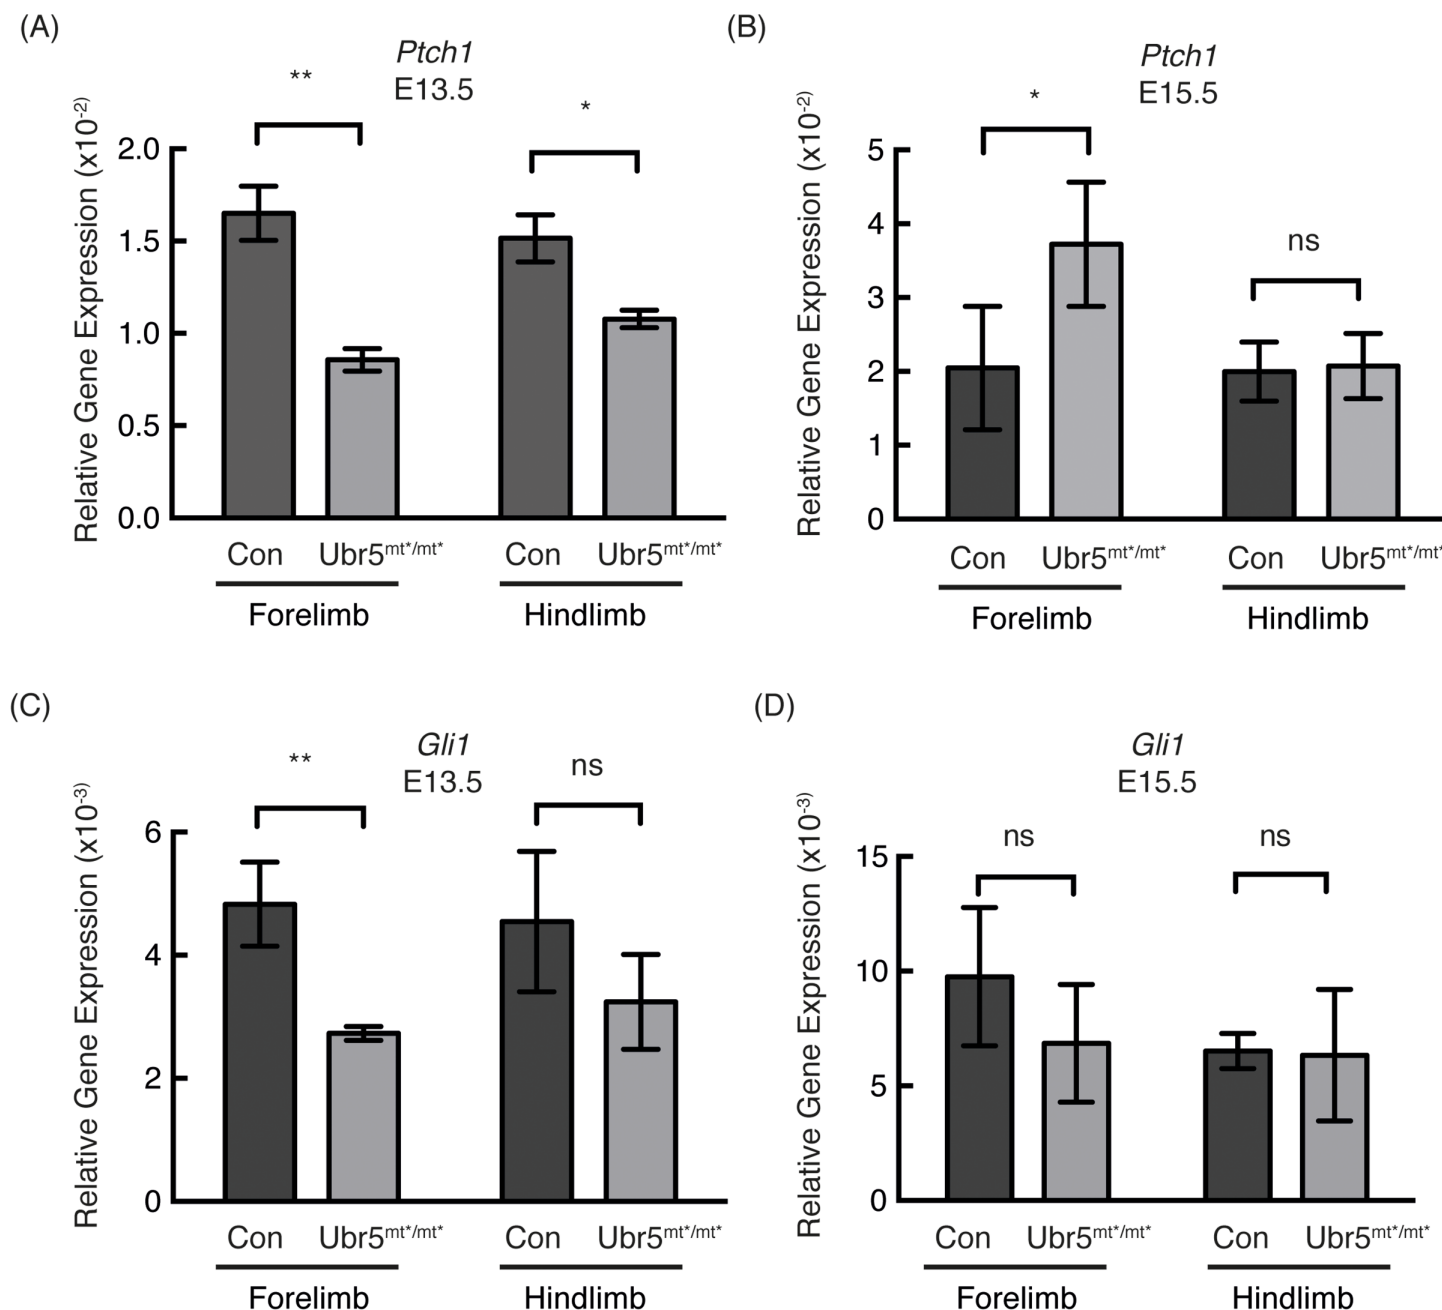 (A)
Ptch1
E13.5
**
*
Relative Gene Expression (x10⁻²)
2.0
1.5
1.0
0.5
0.0
Con Ubr5ᵐᵗ*/ᵐᵗ* Con Ubr5ᵐᵗ*/ᵐᵗ*
Forelimb Hindlimb
(B)
Ptch1
E15.5
*
ns
Relative Gene Expression (x10⁻²)
5
4
3
2
1
0
Con Ubr5ᵐᵗ*/ᵐᵗ* Con Ubr5ᵐᵗ*/ᵐᵗ*
Forelimb Hindlimb
(C)
Gli1
E13.5
**
ns
Relative Gene Expression (x10⁻³)
6
4
2
0
Con Ubr5ᵐᵗ*/ᵐᵗ* Con Ubr5ᵐᵗ*/ᵐᵗ*
Forelimb Hindlimb
(D)
Gli1
E15.5
ns
ns
Relative Gene Expression (x10⁻³)
15
10
5
0
Con Ubr5ᵐᵗ*/ᵐᵗ* Con Ubr5ᵐᵗ*/ᵐᵗ*
Forelimb Hindlimb